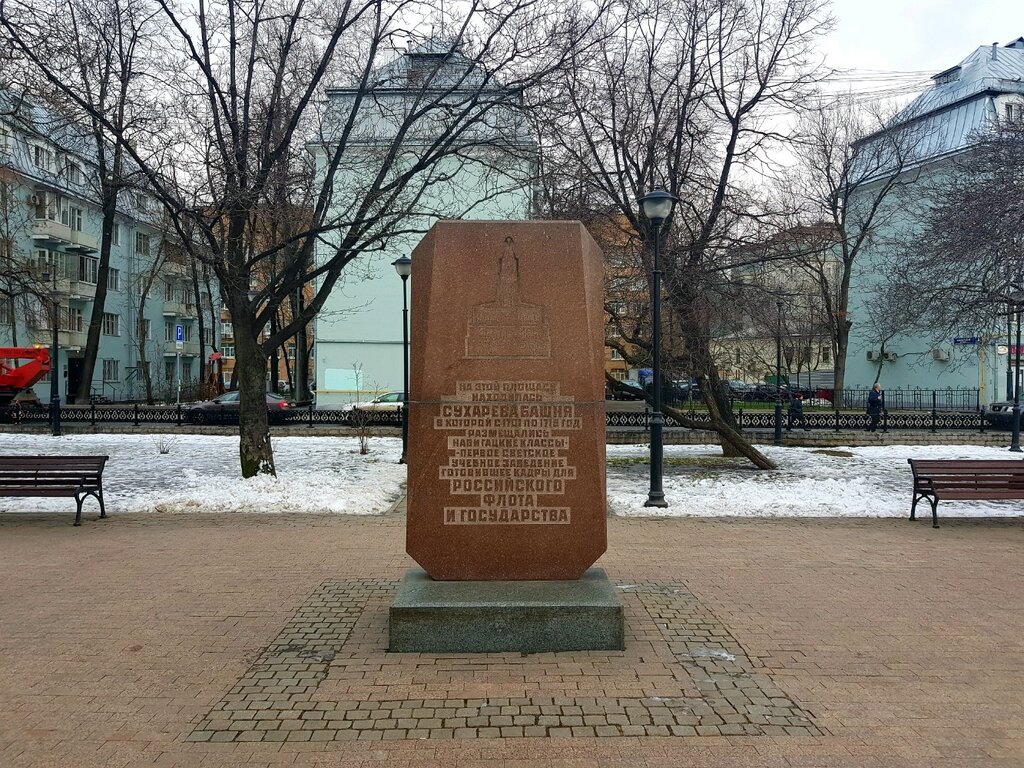 НА ЭТОЙ ПЛОЩАДИ
НАХОДИЛАСЬ
СУХАРЕВА БАШНЯ
В КОТОРОЙ С 1701 ПО 1715 ГОД
РАЗМЕЩАЛИСЬ
НАВИГАЦКИЕ КЛАССЫ-
-ПЕРВОЕ СВЕТСКОЕ
УЧЕБНОЕ ЗАВЕДЕНИЕ
ГОТОВИВШЕЕ КАДРЫ ДЛЯ
РОССИЙСКОГО
ФЛОТА
И ГОСУДАРСТВА
P